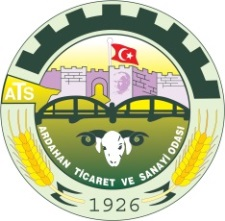 ATS
ARDAHAN TİCARET VE SANAYİ ODASI
1926